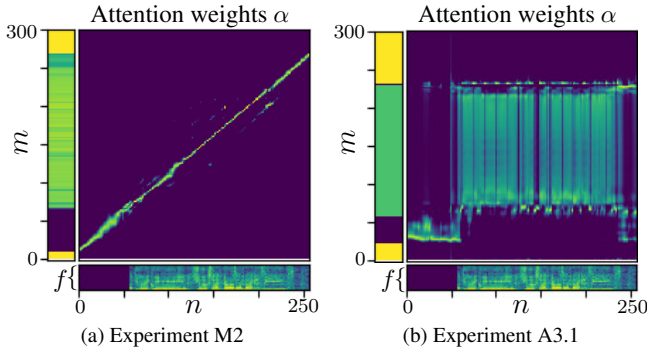 Attention weights α
300
m
0
f{
0
n
250
(a) Experiment M2
Attention weights α
300
m
0
f{
0
n
250
(b) Experiment A3.1